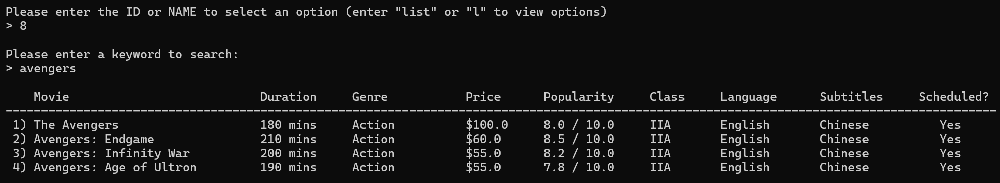 Please enter the ID or NAME to select an option (enter "list" or "l" to view options)
> 8
Please enter a keyword to search:
> avengers
Movie Duration Genre Price Popularity Class Language Subtitles Scheduled?
--------------------------------------------------------------------------------------------------------------------------------------------
1) The Avengers 180 mins Action $100.0 8.0 / 10.0 IIA English Chinese Yes
2) Avengers: Endgame 210 mins Action $60.0 8.5 / 10.0 IIA English Chinese Yes
3) Avengers: Infinity War 200 mins Action $55.0 8.2 / 10.0 IIA English Chinese Yes
4) Avengers: Age of Ultron 190 mins Action $55.0 7.8 / 10.0 IIA English Chinese Yes